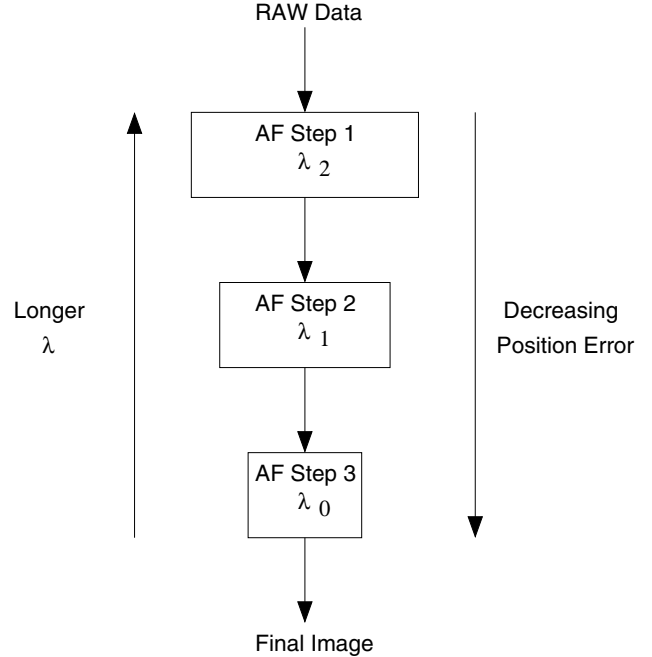 RAW Data
AF Step 1
λ 2
AF Step 2
λ 1
Longer
λ
Decreasing
Position Error
AF Step 3
λ 0
Final Image